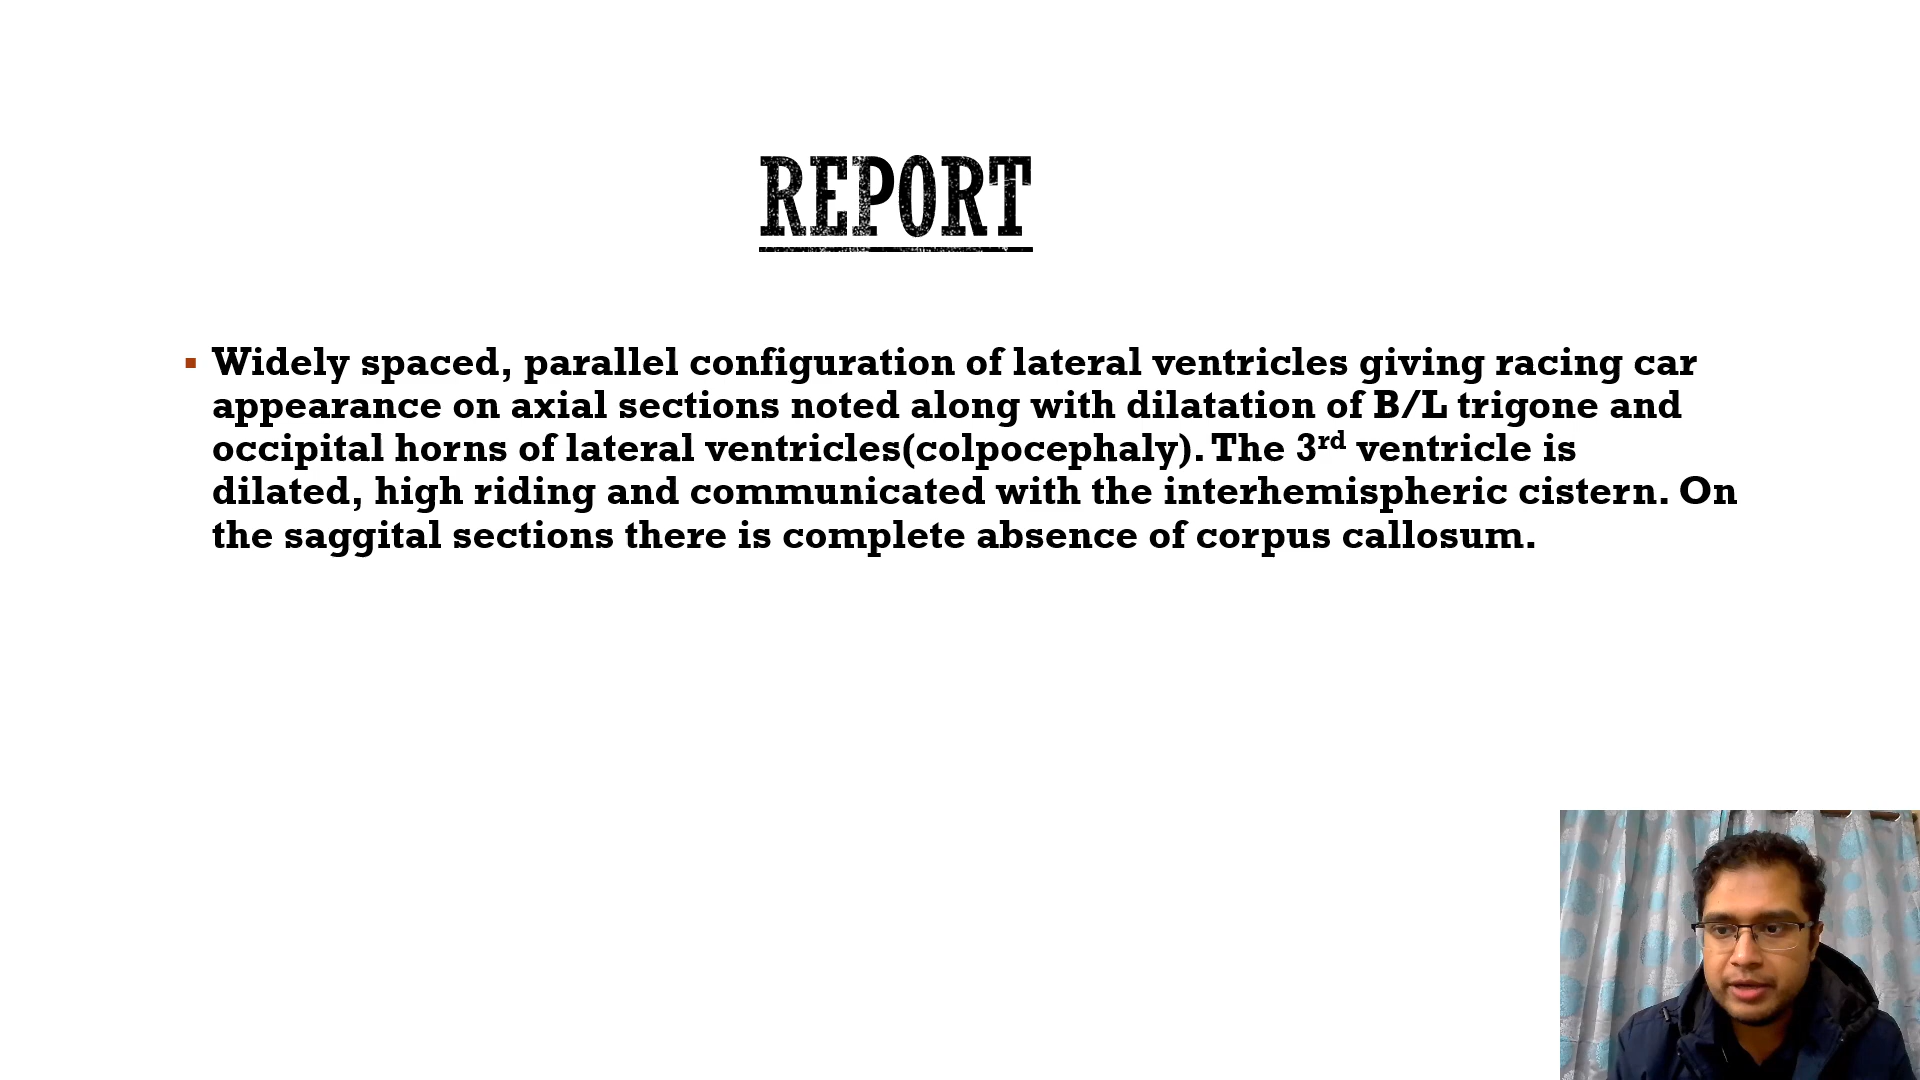 REPORT
▪ Widely spaced, parallel configuration of lateral ventricles giving racing car
appearance on axial sections noted along with dilatation of B/L trigone and
occipital horns of lateral ventricles(colpocephaly). The 3rd ventricle is
dilated, high riding and communicated with the interhemispheric cistern. On
the saggital sections there is complete absence of corpus callosum.